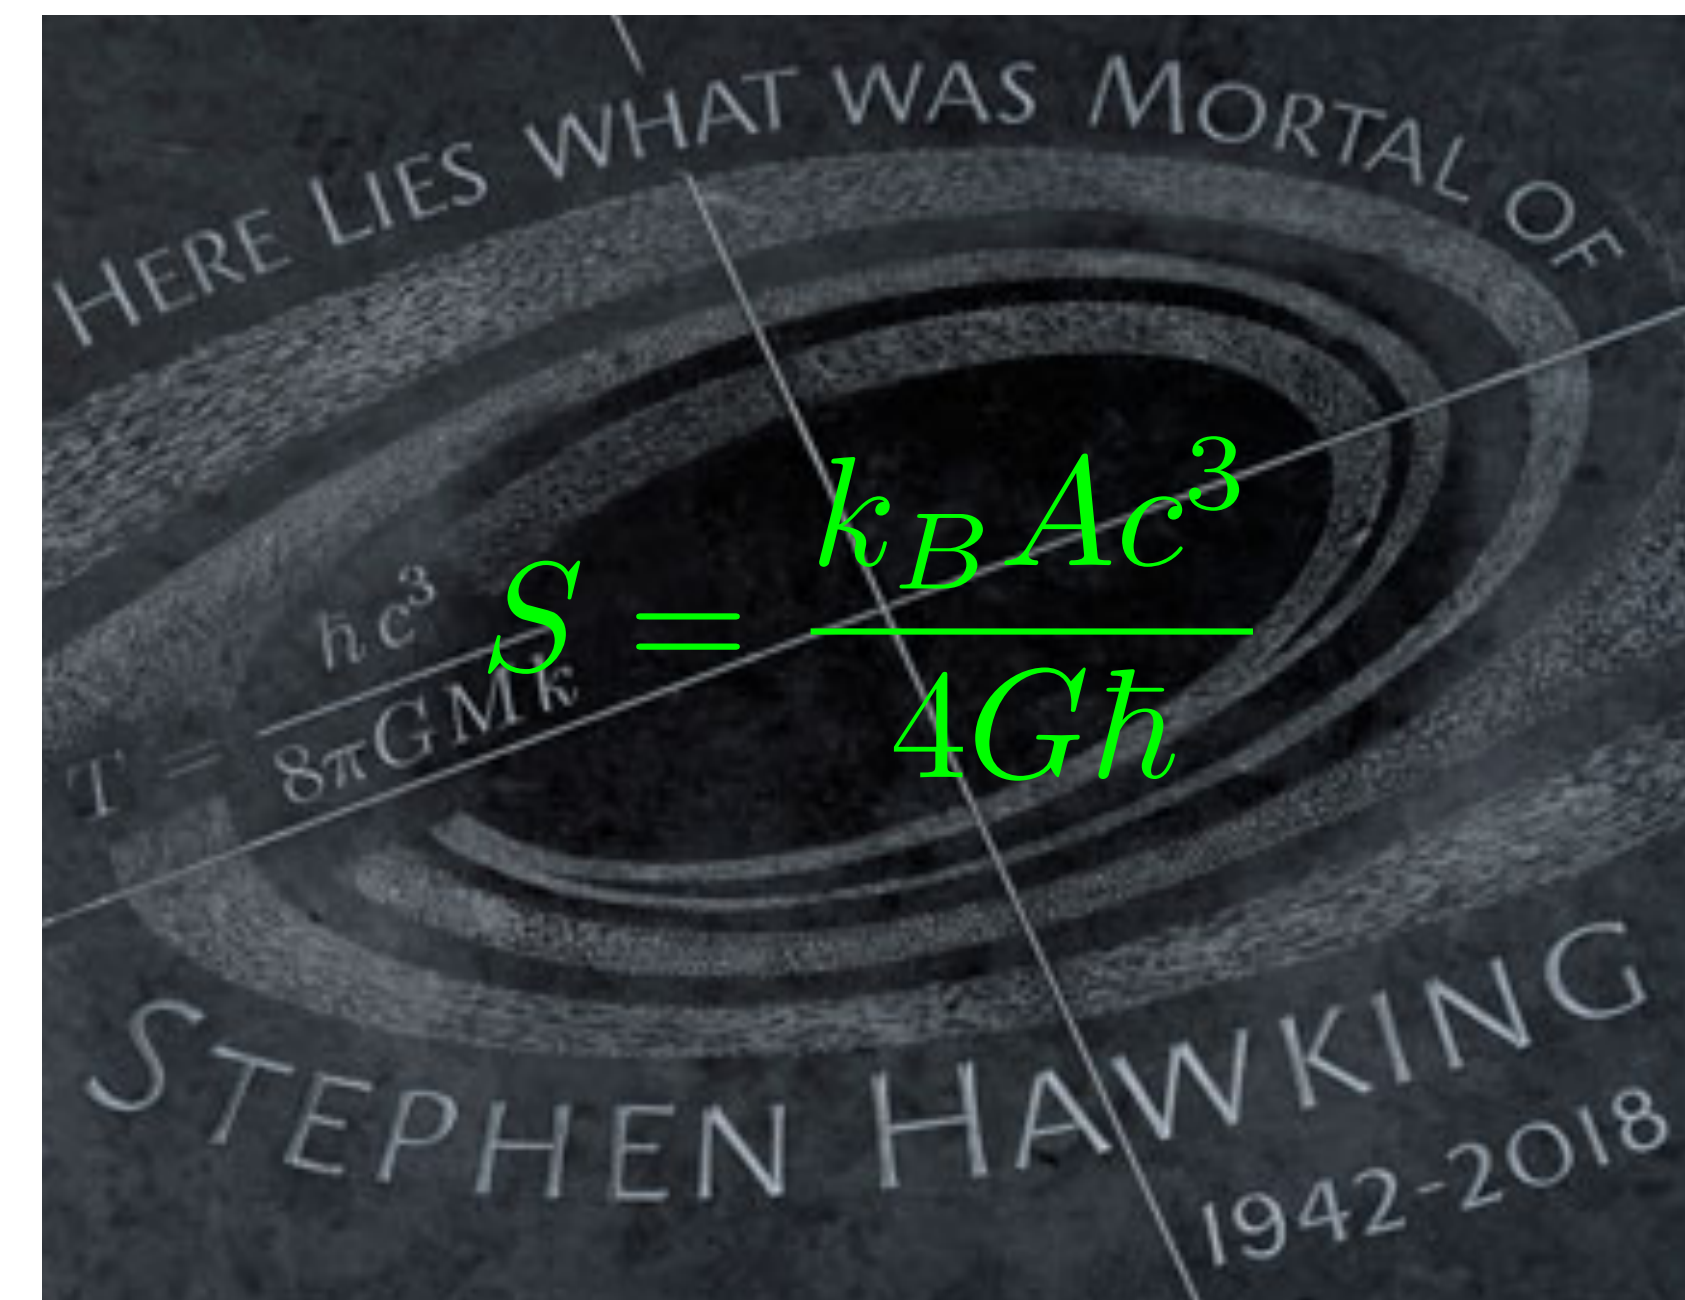 HERE LIES WHAT WAS MORTAL OF
S = k_B A c³ / 4Għ
T = ħc³ / 8πGMk
STEPHEN HAWKING
1942-2018